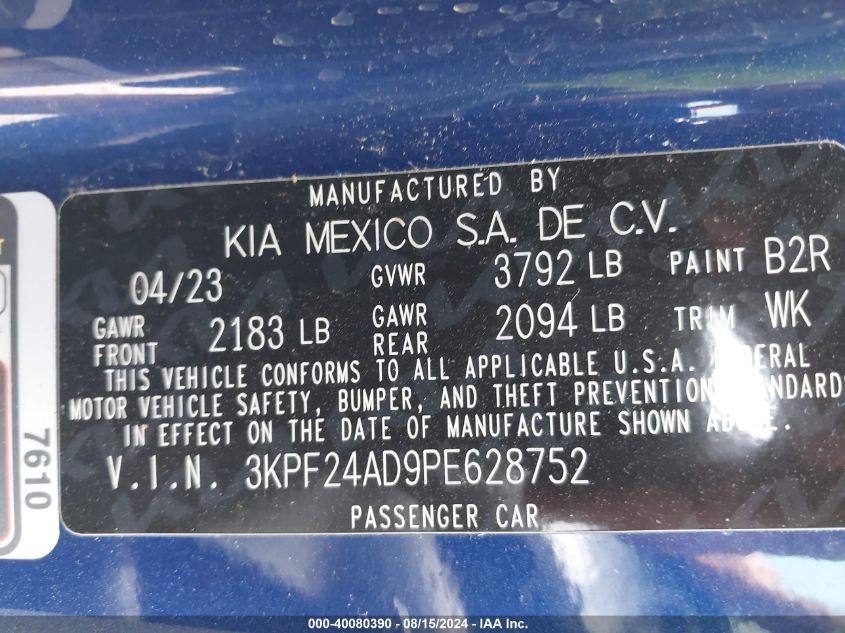 MANUFACTURED BY
KIA MEXICO S.A. DE C.V.
04/23 GVWR 3792 LB PAINT B2R
GAWR FRONT 2183 LB GAWR REAR 2094 LB TRIM WK
THIS VEHICLE CONFORMS TO ALL APPLICABLE U.S.A.
MOTOR VEHICLE SAFETY, BUMPER, AND THEFT PREVENTION
IN EFFECT ON THE DATE OF MANUFACTURE SHOWN
V.I.N. 3KPF24AD9PE628752
PASSENGER CAR
7610
000-40080390 - 08/15/2024 - IAA Inc.